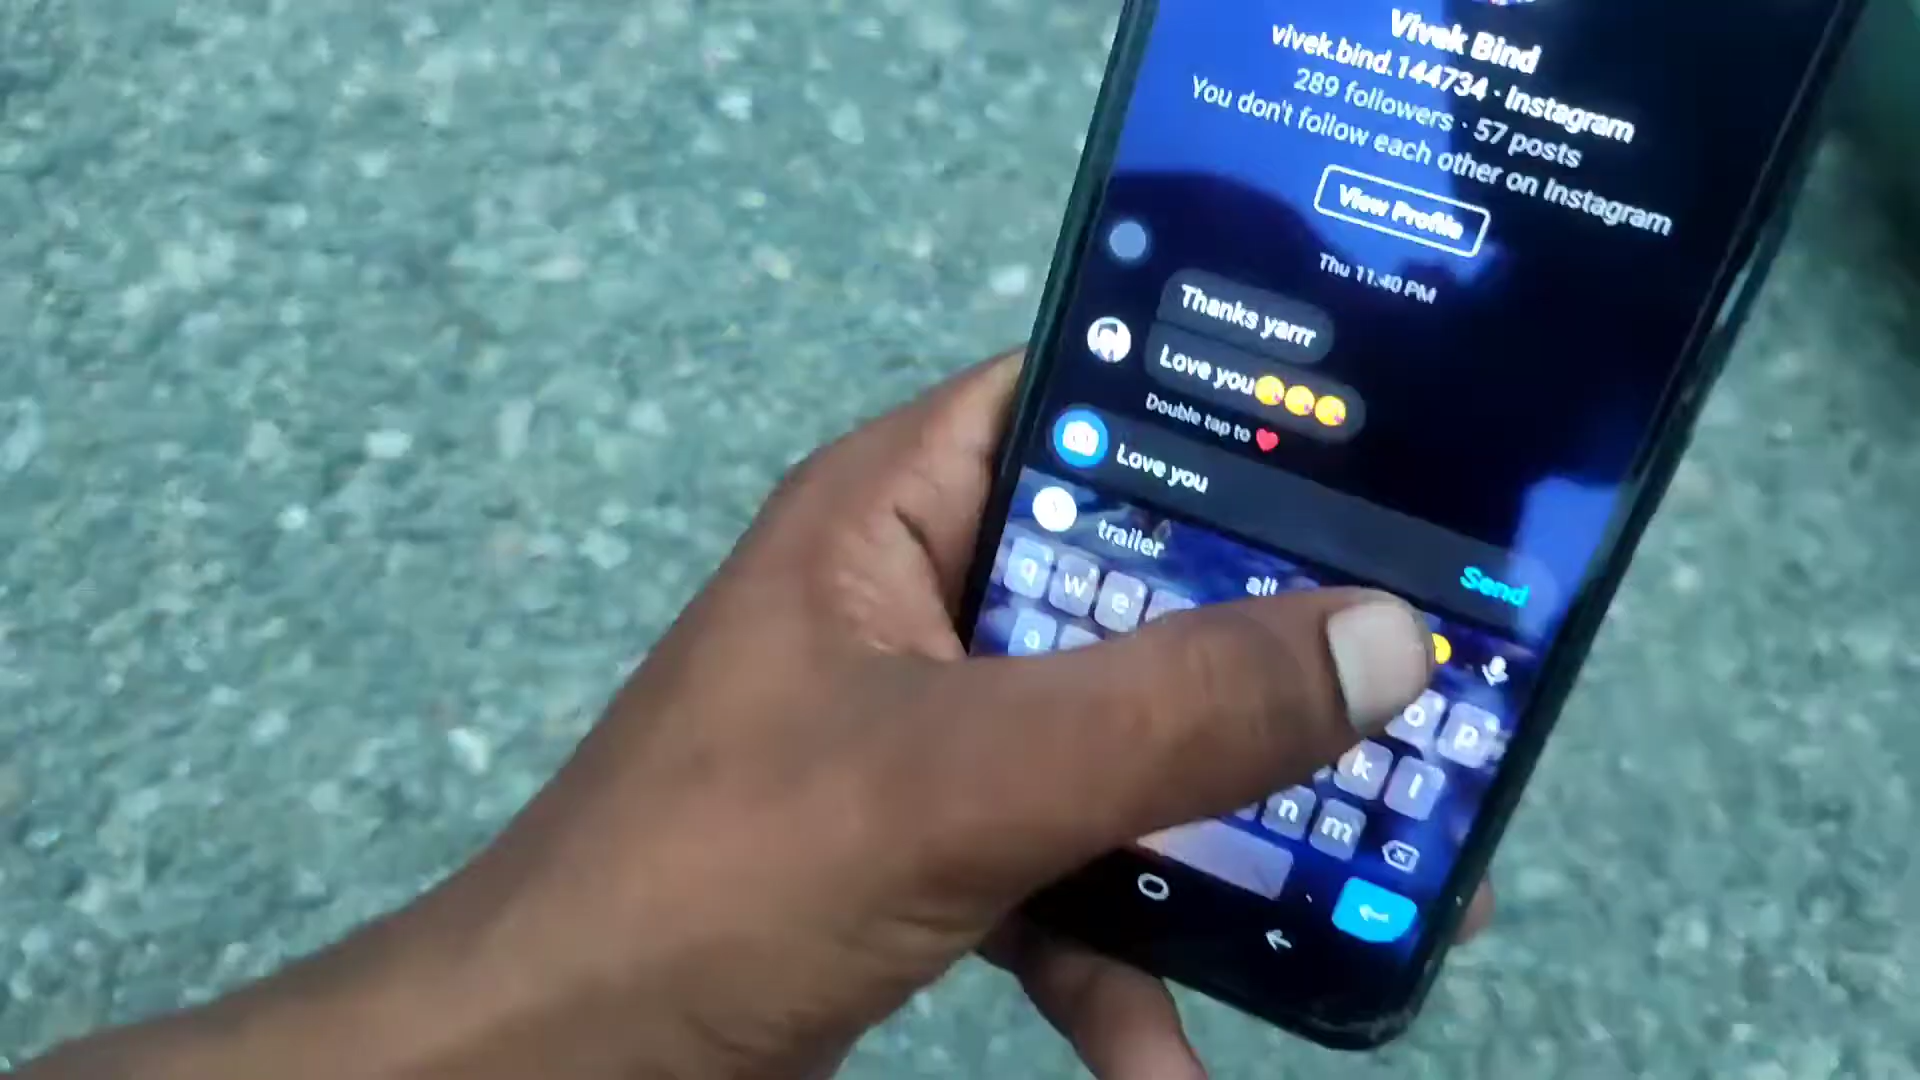 Vivek Bind
vivek.bind.144734 · Instagram
289 followers · 57 posts
You don't follow each other on Instagram
View Profile
Thu 11:40 PM
Thanks yarrr
Love you😘😘😘
Double tap to ❤️
Love you
Send
trailer
all
q w e
o p
a
k l
n m